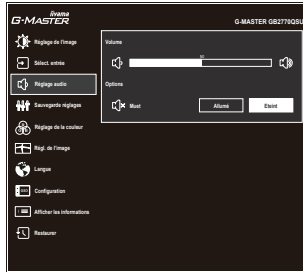 iiyama
G-MASTER
G-MASTER GB2770QSU
Réglage de l'image
Sélect. entrée
Réglage audio
Sauvegarde réglages
Réglage de la couleur
Régl. de l'image
Langue
Configuration
Afficher les informations
Restaurer
Volume
50
Options
Muet
Allumé
Eteint